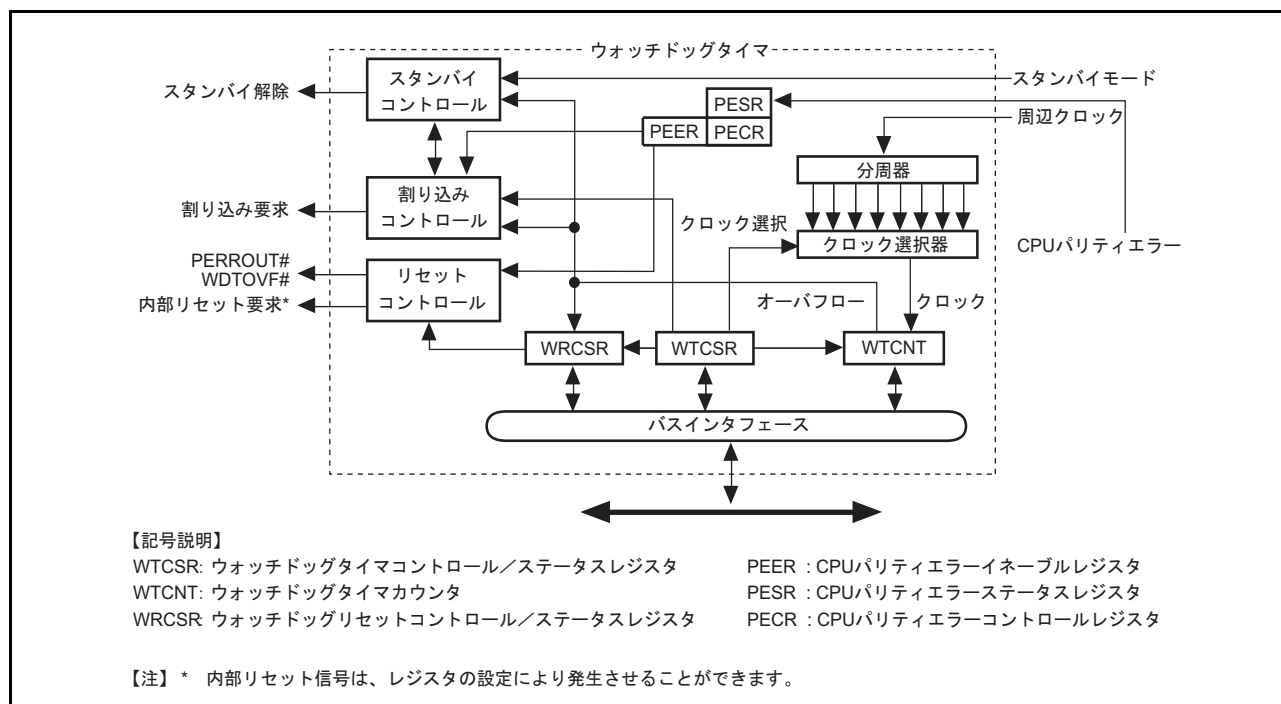 ウォッチドッグタイマ
スタンバイ解除
スタンバイ
コントロール
スタンバイモード
PESR
PEER
PECR
周辺クロック
分周器
割り込み要求
割り込み
コントロール
クロック選択
クロック選択器
CPUパリティエラー
PERROUT#
WDTOVF#
内部リセット要求*
リセット
コントロール
オーバフロー
クロック
WRCSR
WTCSR
WTCNT
バスインタフェース
【記号説明】
WTCSR: ウォッチドッグタイマコントロール／ステータスレジスタ
WTCNT: ウォッチドッグタイマカウンタ
WRCSR: ウォッチドッグリセットコントロール／ステータスレジスタ
PEER : CPUパリティエラーイネーブルレジスタ
PESR : CPUパリティエラーステータスレジスタ
PECR : CPUパリティエラーコントロールレジスタ
【注】 * 内部リセット信号は、レジスタの設定により発生させることができます。